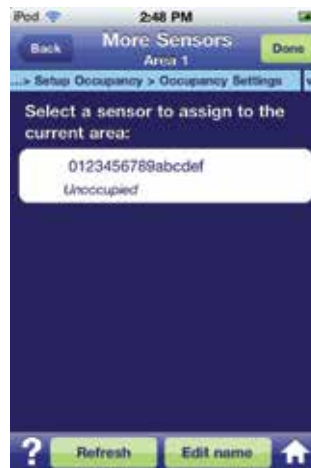 iPod 2:48 PM
Back More Sensors Done
Area 1
...> Setup Occupancy > Occupancy Settings
Select a sensor to assign to the
current area:
0123456789abcdef
Unoccupied
? Refresh Edit name